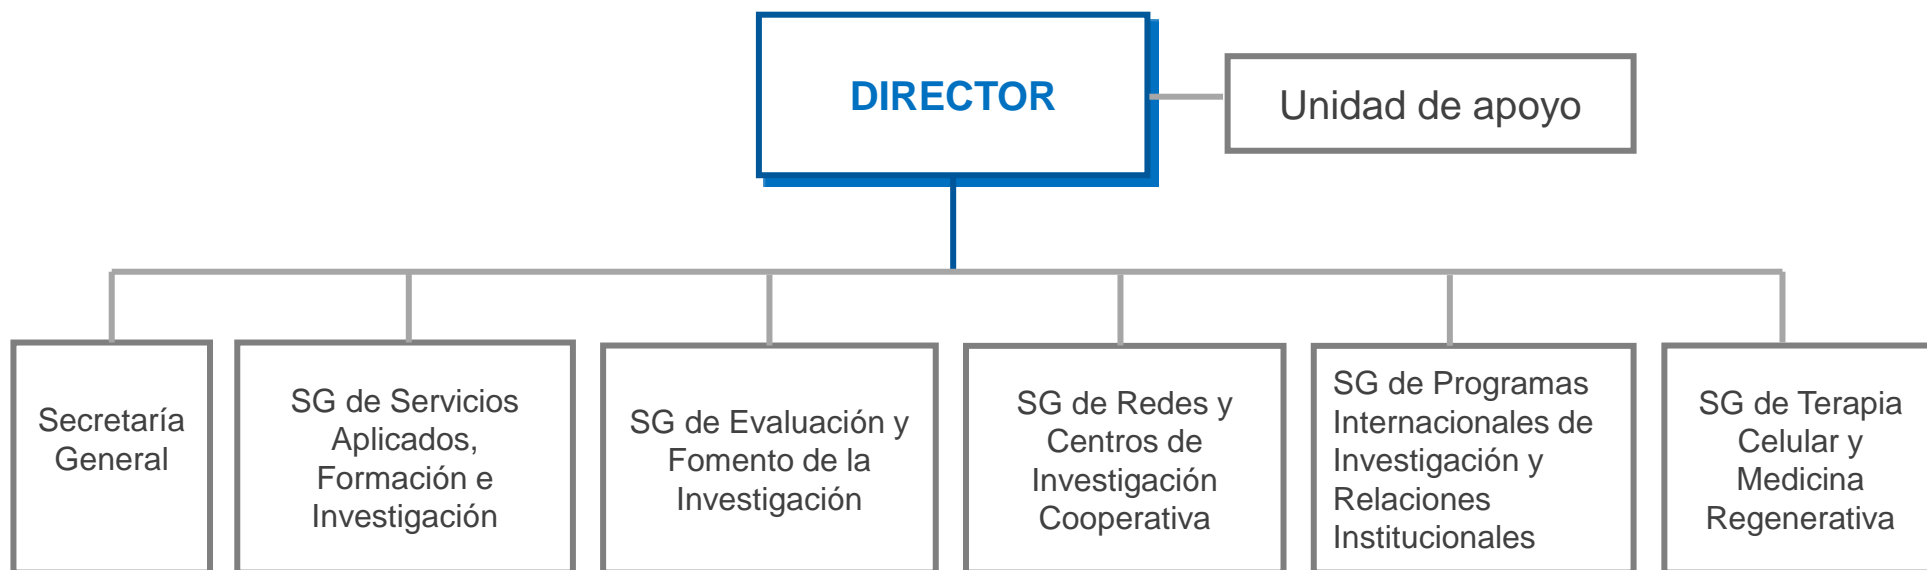 DIRECTOR
Unidad de apoyo
Secretaría
General
SG de Servicios
Aplicados,
Formación e
Investigación
SG de Evaluación y
Fomento de la
Investigación
SG de Redes y
Centros de
Investigación
Cooperativa
SG de Programas
Internacionales de
Investigación y
Relaciones
Institucionales
SG de Terapia
Celular y
Medicina
Regenerativa